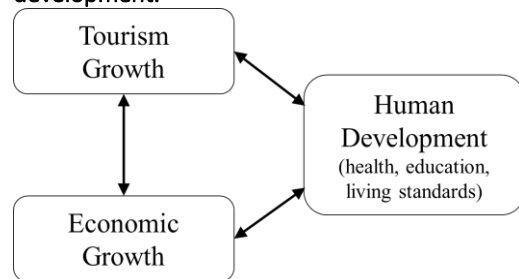 development.
Tourism
Growth
Human
Development
(health, education,
living standards)
Economic
Growth